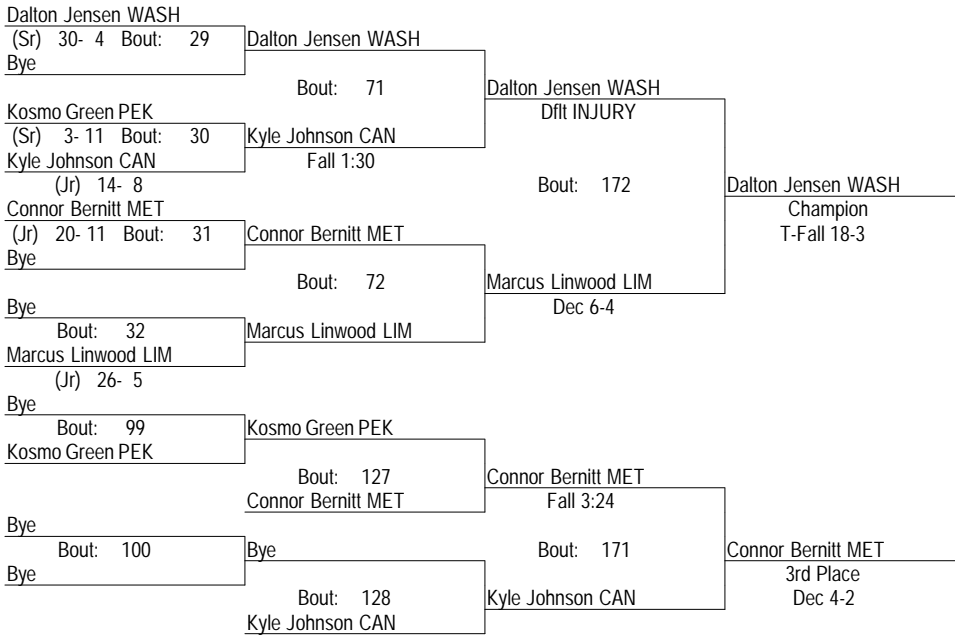 Dalton Jensen WASH
(Sr) 30- 4 Bout: 29 Dalton Jensen WASH
Bye
Bout: 71 Dalton Jensen WASH
Kosmo Green PEK Dflt INJURY
(Sr) 3- 11 Bout: 30 Kyle Johnson CAN
Kyle Johnson CAN Fall 1:30
(Jr) 14- 8 Bout: 172 Dalton Jensen WASH
Connor Bernitt MET Champion
(Jr) 20- 11 Bout: 31 Connor Bernitt MET T-Fall 18-3
Bye
Bout: 72 Marcus Linwood LIM
Bye Dec 6-4
Bout: 32 Marcus Linwood LIM
Marcus Linwood LIM
(Jr) 26- 5
Bye
Bout: 99 Kosmo Green PEK
Kosmo Green PEK
Bout: 127 Connor Bernitt MET
Connor Bernitt MET Fall 3:24
Bye
Bout: 100 Bye Bout: 171 Connor Bernitt MET
Bye 3rd Place
Bout: 128 Kyle Johnson CAN Dec 4-2
Kyle Johnson CAN